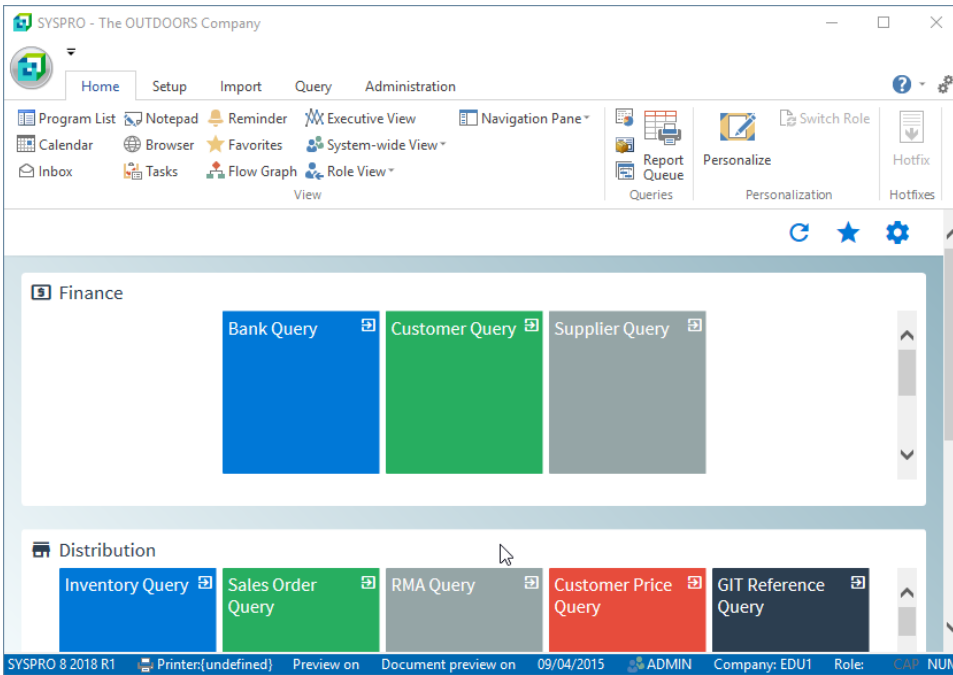 SYSPRO - The OUTDOORS Company
Home Setup Import Query Administration
Program List Notepad Reminder Executive View Navigation Pane Switch Role
Calendar Browser Favorites System-wide View Report Queue Personalize Hotfix
Inbox Tasks Flow Graph Role View
View Queries Personalization Hotfixes
Finance
Bank Query Customer Query Supplier Query
Distribution
Inventory Query Sales Order Query RMA Query Customer Price Query GIT Reference Query
SYSPRO 8 2018 R1 Printer:{undefined} Preview on Document preview on 09/04/2015 ADMIN Company: EDU1 Role: CAP NUM